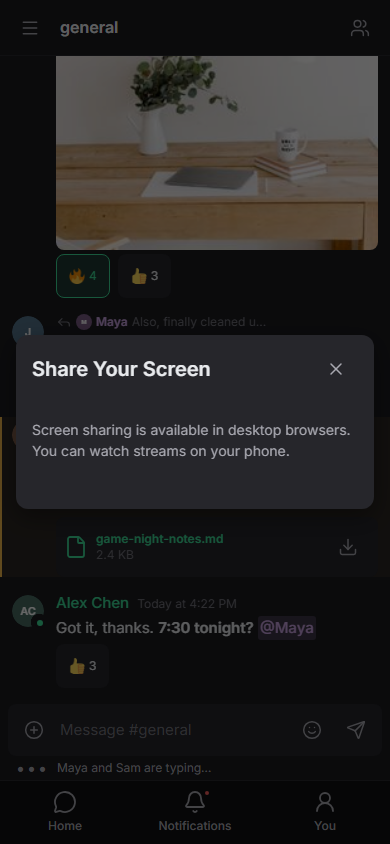 general
🔥 4
👍 3
J
M Maya Also, finally cleaned u...
Share Your Screen
Screen sharing is available in desktop browsers.
You can watch streams on your phone.
game-night-notes.md
2.4 KB
AC
Alex Chen Today at 4:22 PM
Got it, thanks. 7:30 tonight? @Maya
👍 3
Message #general
Maya and Sam are typing...
Home
Notifications
You